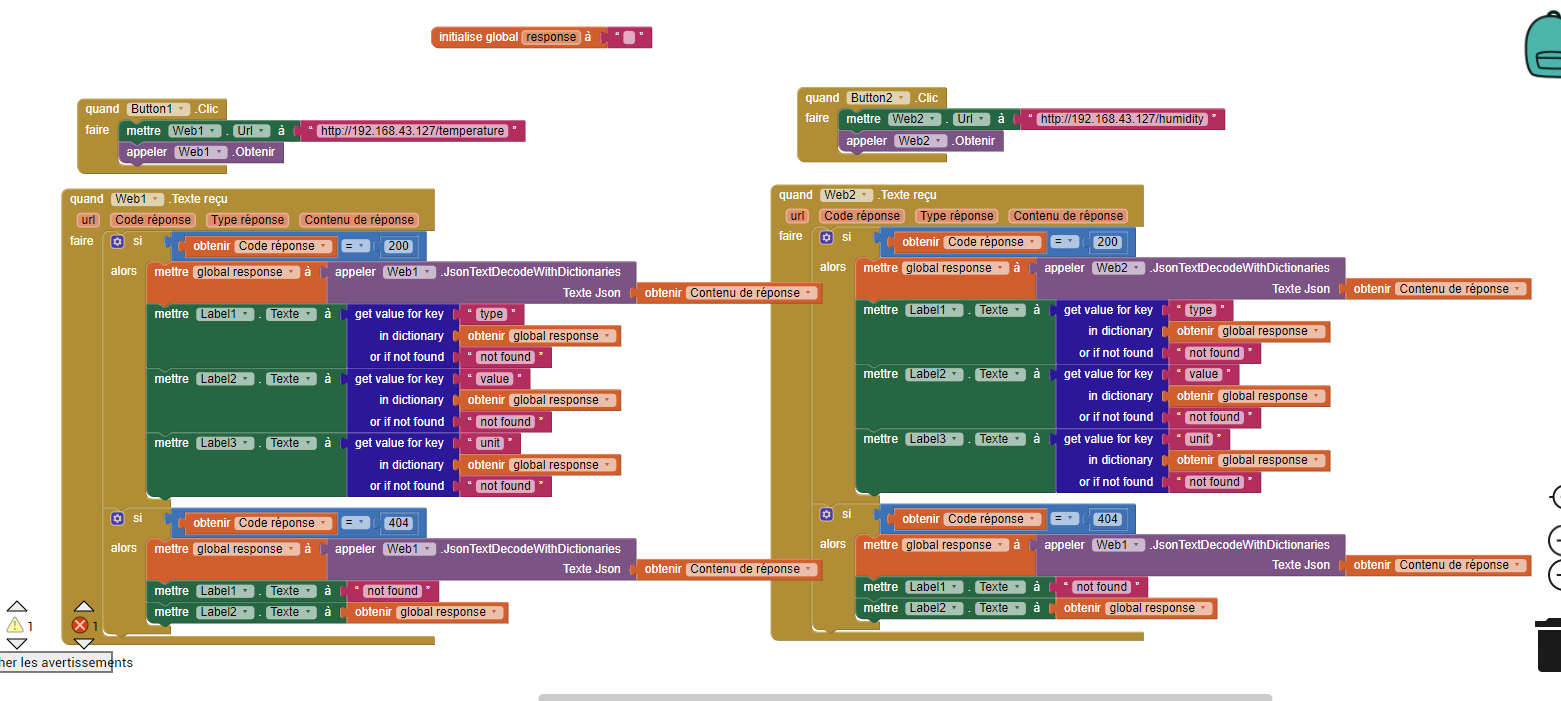 initialise global response à " "
quand Button1 .Clic
faire mettre Web1 . Url à " http://192.168.43.127/temperature "
appeler Web1 .Obtenir
quand Web1 .Texte reçu
url Code réponse Type réponse Contenu de réponse
faire si obtenir Code réponse = 200
alors mettre global response à appeler Web1 .JsonTextDecodeWithDictionaries
Texte Json obtenir Contenu de réponse
mettre Label1 . Texte à get value for key " type "
in dictionary obtenir global response
or if not found " not found "
mettre Label2 . Texte à get value for key " value "
in dictionary obtenir global response
or if not found " not found "
mettre Label3 . Texte à get value for key " unit "
in dictionary obtenir global response
or if not found " not found "
si obtenir Code réponse = 404
alors mettre global response à appeler Web1 .JsonTextDecodeWithDictionaries
Texte Json obtenir Contenu de réponse
mettre Label1 . Texte à " not found "
mettre Label2 . Texte à obtenir global response
quand Button2 .Clic
faire mettre Web2 . Url à " http://192.168.43.127/humidity "
appeler Web2 .Obtenir
quand Web2 .Texte reçu
url Code réponse Type réponse Contenu de réponse
faire si obtenir Code réponse = 200
alors mettre global response à appeler Web2 .JsonTextDecodeWithDictionaries
Texte Json obtenir Contenu de réponse
mettre Label1 . Texte à get value for key " type "
in dictionary obtenir global response
or if not found " not found "
mettre Label2 . Texte à get value for key " value "
in dictionary obtenir global response
or if not found " not found "
mettre Label3 . Texte à get value for key " unit "
in dictionary obtenir global response
or if not found " not found "
si obtenir Code réponse = 404
alors mettre global response à appeler Web1 .JsonTextDecodeWithDictionaries
Texte Json obtenir Contenu de réponse
mettre Label1 . Texte à " not found "
mettre Label2 . Texte à obtenir global response
1 1
her les avertissements